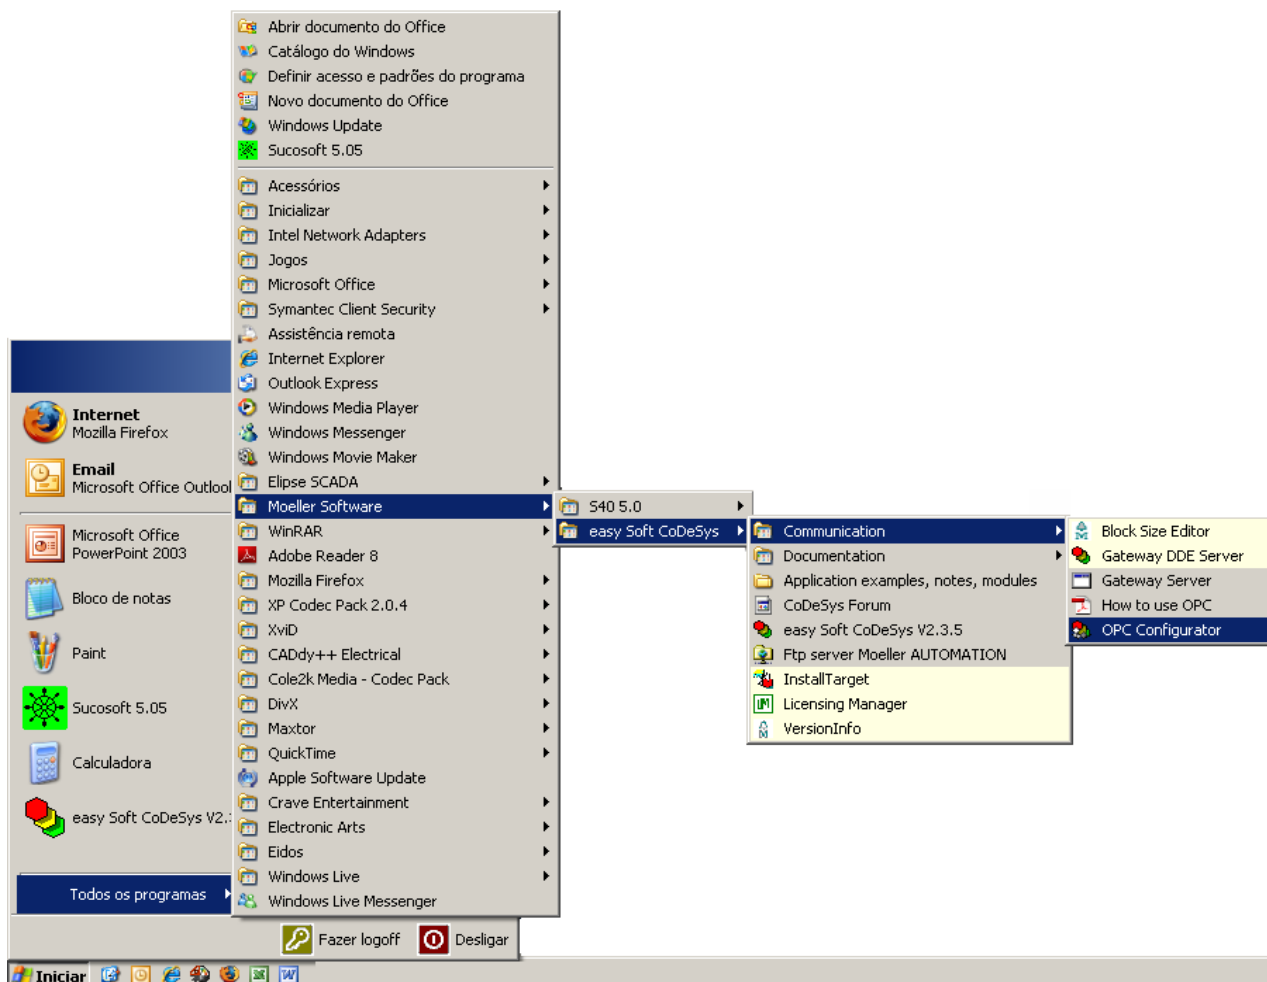 Abrir documento do Office
Catálogo do Windows
Definir acesso e padrões do programa
Novo documento do Office
Windows Update
Sucosoft 5.05
Acessórios
Inicializar
Intel Network Adapters
Jogos
Microsoft Office
Symantec Client Security
Assistência remota
Internet Explorer
Outlook Express
Windows Media Player
Windows Messenger
Windows Movie Maker
Elipse SCADA
Moeller Software
WinRAR
Adobe Reader 8
Mozilla Firefox
XP Codec Pack 2.0.4
XviD
CADdy++ Electrical
Cole2k Media - Codec Pack
DivX
Maxtor
QuickTime
Apple Software Update
Crave Entertainment
Electronic Arts
Eidos
Windows Live
Windows Live Messenger
Internet
Mozilla Firefox
Email
Microsoft Office Outlool
Microsoft Office
PowerPoint 2003
Bloco de notas
Paint
Sucosoft 5.05
Calculadora
easy Soft CoDeSys V2.
Todos os programas
S40 5.0
easy Soft CoDeSys
Communication
Documentation
Application examples, notes, modules
CoDeSys Forum
easy Soft CoDeSys V2.3.5
Ftp server Moeller AUTOMATION
InstallTarget
Licensing Manager
VersionInfo
Block Size Editor
Gateway DDE Server
Gateway Server
How to use OPC
OPC Configurator
Fazer logoff
Desligar
Iniciar